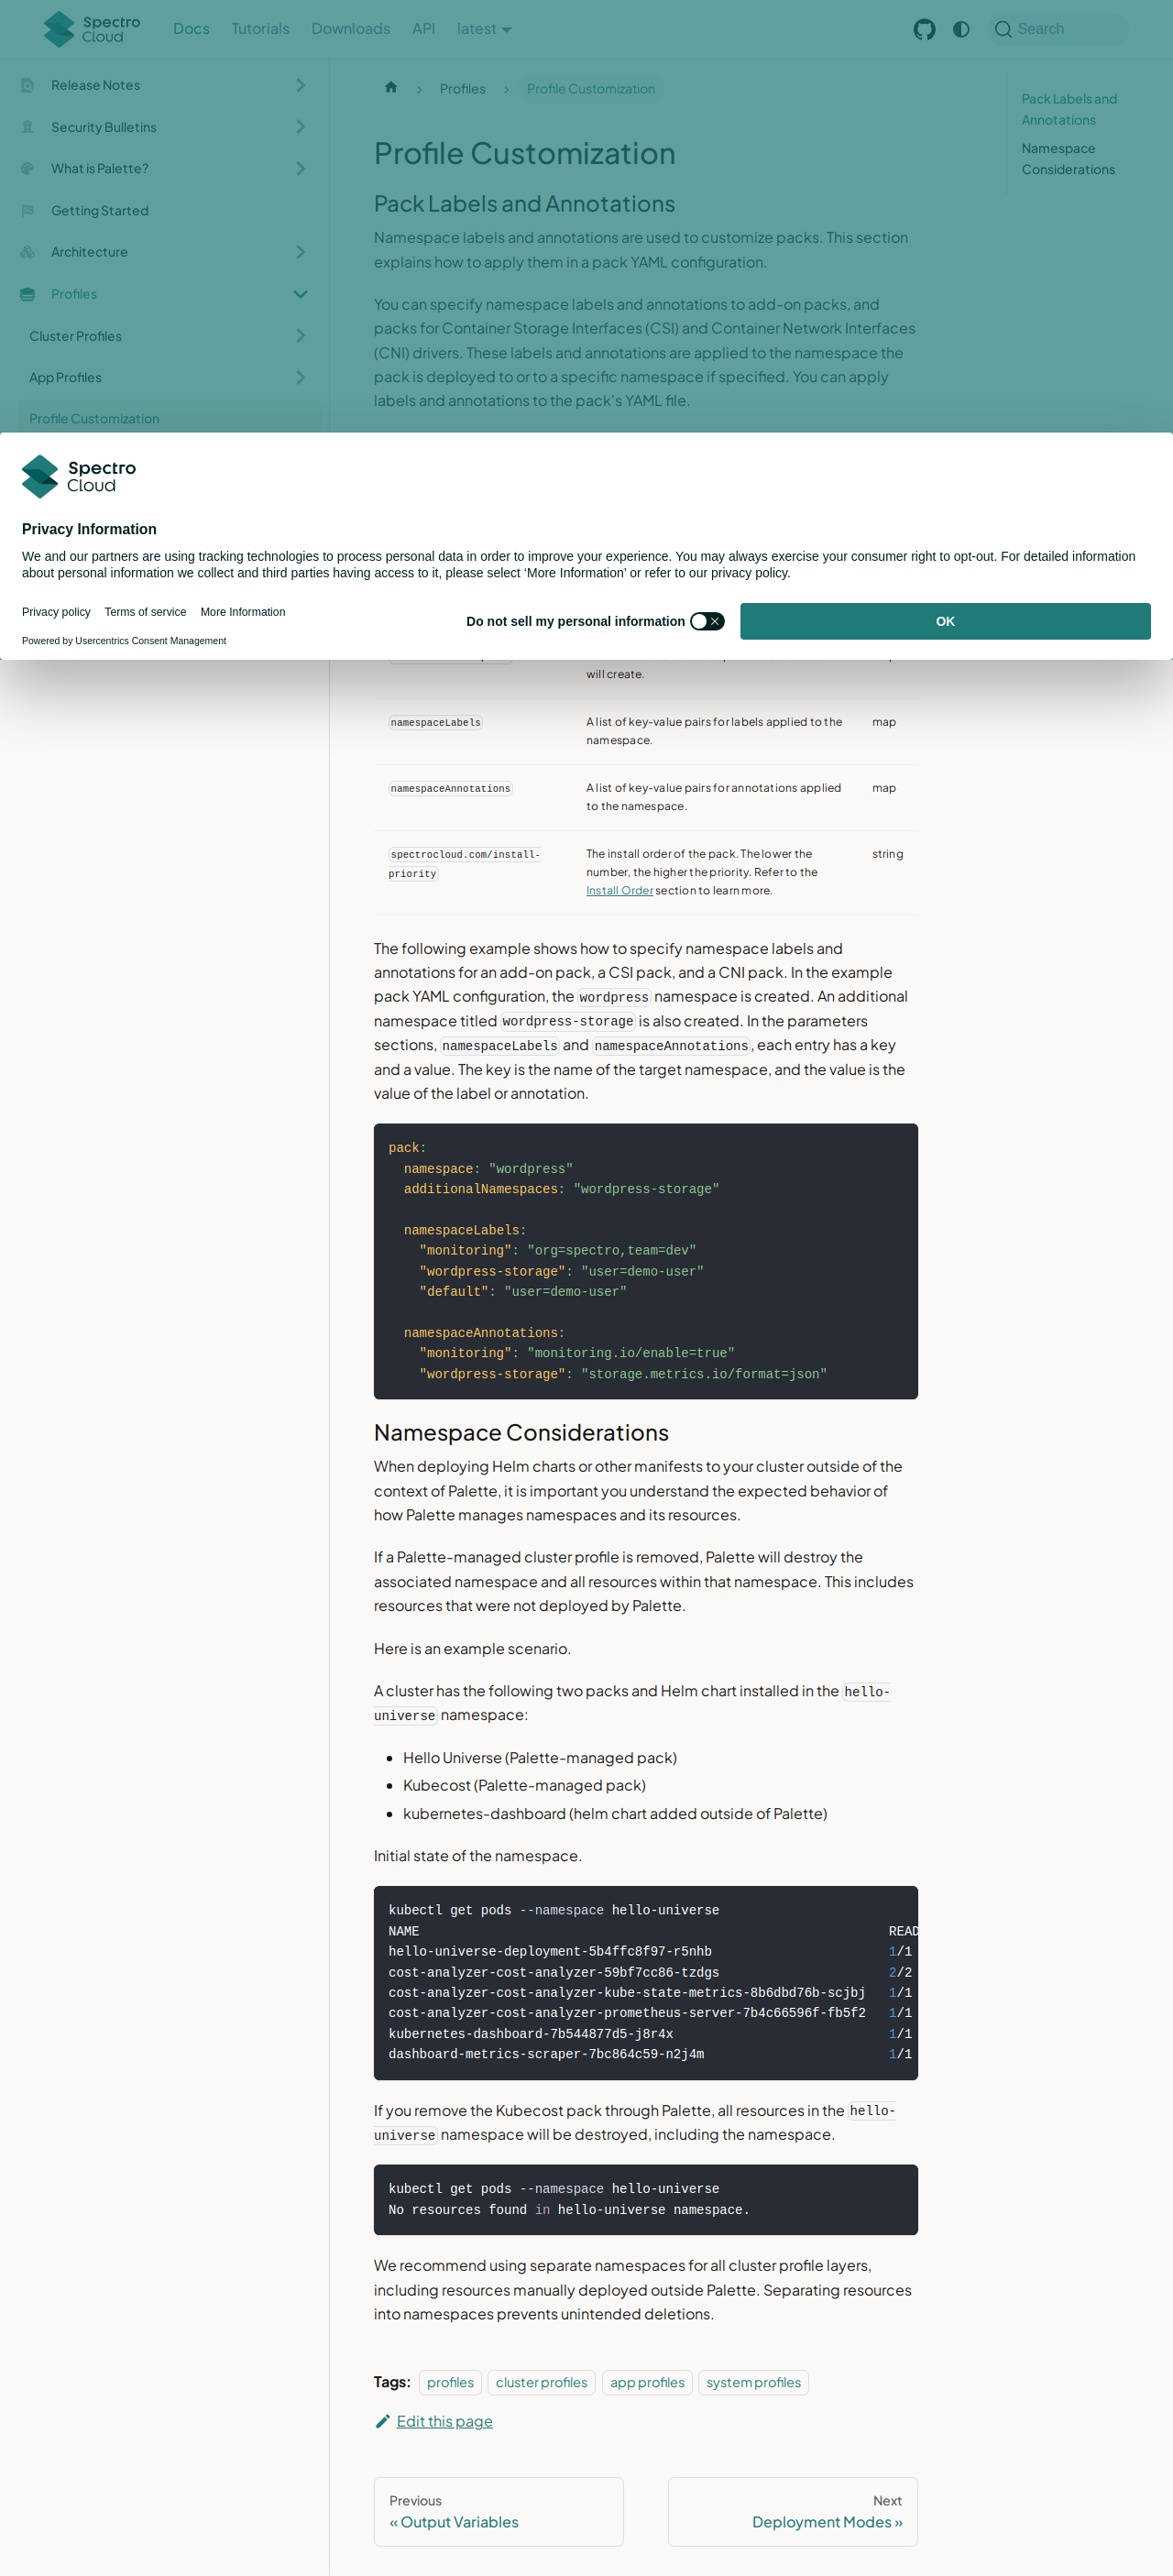 Spectro
Cloud
Docs
Tutorials
Downloads
API
latest
Search
Release Notes
Security Bulletins
What is Palette?
Getting Started
Architecture
Profiles
Cluster Profiles
App Profiles
Profile Customization
Profiles
Profile Customization
Pack Labels and
Annotations
Namespace
Considerations
Profile Customization
Pack Labels and Annotations
Namespace labels and annotations are used to customize packs. This section
explains how to apply them in a pack YAML configuration.
You can specify namespace labels and annotations to add-on packs, and
packs for Container Storage Interfaces (CSI) and Container Network Interfaces
(CNI) drivers. These labels and annotations are applied to the namespace the
pack is deployed to or to a specific namespace if specified. You can apply
labels and annotations to the pack's YAML file.
Spectro
Cloud
Privacy Information
We and our partners are using tracking technologies to process personal data in order to improve your experience. You may always exercise your consumer right to opt-out. For detailed information
about personal information we collect and third parties having access to it, please select ‘More Information’ or refer to our privacy policy.
Privacy policy
Terms of service
More Information
Powered by Usercentrics Consent Management
Do not sell my personal information
OK
will create.
namespaceLabels
A list of key-value pairs for labels applied to the
namespace.
map
namespaceAnnotations
A list of key-value pairs for annotations applied
to the namespace.
map
spectrocloud.com/install-
priority
The install order of the pack. The lower the
number, the higher the priority. Refer to the
Install Order section to learn more.
string
The following example shows how to specify namespace labels and
annotations for an add-on pack, a CSI pack, and a CNI pack. In the example
pack YAML configuration, the wordpress namespace is created. An additional
namespace titled wordpress-storage is also created. In the parameters
sections, namespaceLabels and namespaceAnnotations, each entry has a key
and a value. The key is the name of the target namespace, and the value is the
value of the label or annotation.
pack:
  namespace: "wordpress"
  additionalNamespaces: "wordpress-storage"
  namespaceLabels:
    "monitoring": "org=spectro,team=dev"
    "wordpress-storage": "user=demo-user"
    "default": "user=demo-user"
  namespaceAnnotations:
    "monitoring": "monitoring.io/enable=true"
    "wordpress-storage": "storage.metrics.io/format=json"
Namespace Considerations
When deploying Helm charts or other manifests to your cluster outside of the
context of Palette, it is important you understand the expected behavior of
how Palette manages namespaces and its resources.
If a Palette-managed cluster profile is removed, Palette will destroy the
associated namespace and all resources within that namespace. This includes
resources that were not deployed by Palette.
Here is an example scenario.
A cluster has the following two packs and Helm chart installed in the hello-
universe namespace:
Hello Universe (Palette-managed pack)
Kubecost (Palette-managed pack)
kubernetes-dashboard (helm chart added outside of Palette)
Initial state of the namespace.
kubectl get pods --namespace hello-universe
NAME READ
hello-universe-deployment-5b4ffc8f97-r5nhb 1/1
cost-analyzer-cost-analyzer-59bf7cc86-tzdgs 2/2
cost-analyzer-cost-analyzer-kube-state-metrics-8b6dbd76b-scjbj 1/1
cost-analyzer-cost-analyzer-prometheus-server-7b4c66596f-fb5f2 1/1
kubernetes-dashboard-7b544877d5-j8r4x 1/1
dashboard-metrics-scraper-7bc864c59-n2j4m 1/1
If you remove the Kubecost pack through Palette, all resources in the hello-
universe namespace will be destroyed, including the namespace.
kubectl get pods --namespace hello-universe
No resources found in hello-universe namespace.
We recommend using separate namespaces for all cluster profile layers,
including resources manually deployed outside Palette. Separating resources
into namespaces prevents unintended deletions.
Tags: profiles cluster profiles app profiles system profiles
Edit this page
Previous
« Output Variables
Next
Deployment Modes »